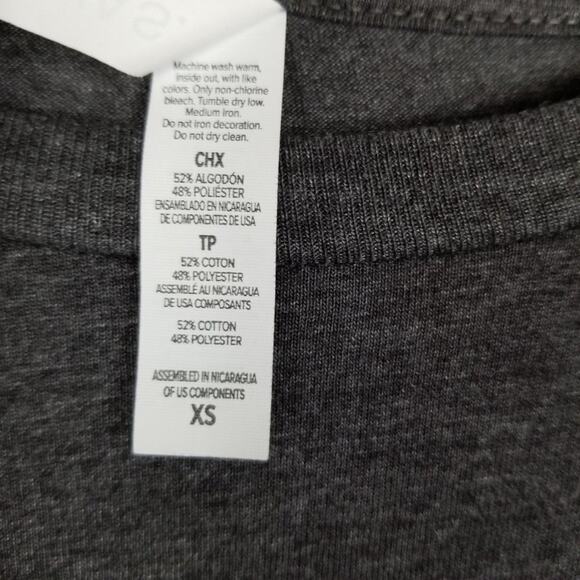 Machine wash warm,
inside out, with like
colors. Only non-chlorine
bleach. Tumble dry low.
Medium iron.
Do not iron decoration.
Do not dry clean.
CHX
52% ALGODÓN
48% POLIÉSTER
ENSAMBLADO EN NICARAGUA
DE COMPONENTES DE USA
TP
52% COTON
48% POLYESTER
ASSEMBLÉ AU NICARAGUA
DE USA COMPOSANTS
52% COTTON
48% POLYESTER
ASSEMBLED IN NICARAGUA
OF US COMPONENTS
XS